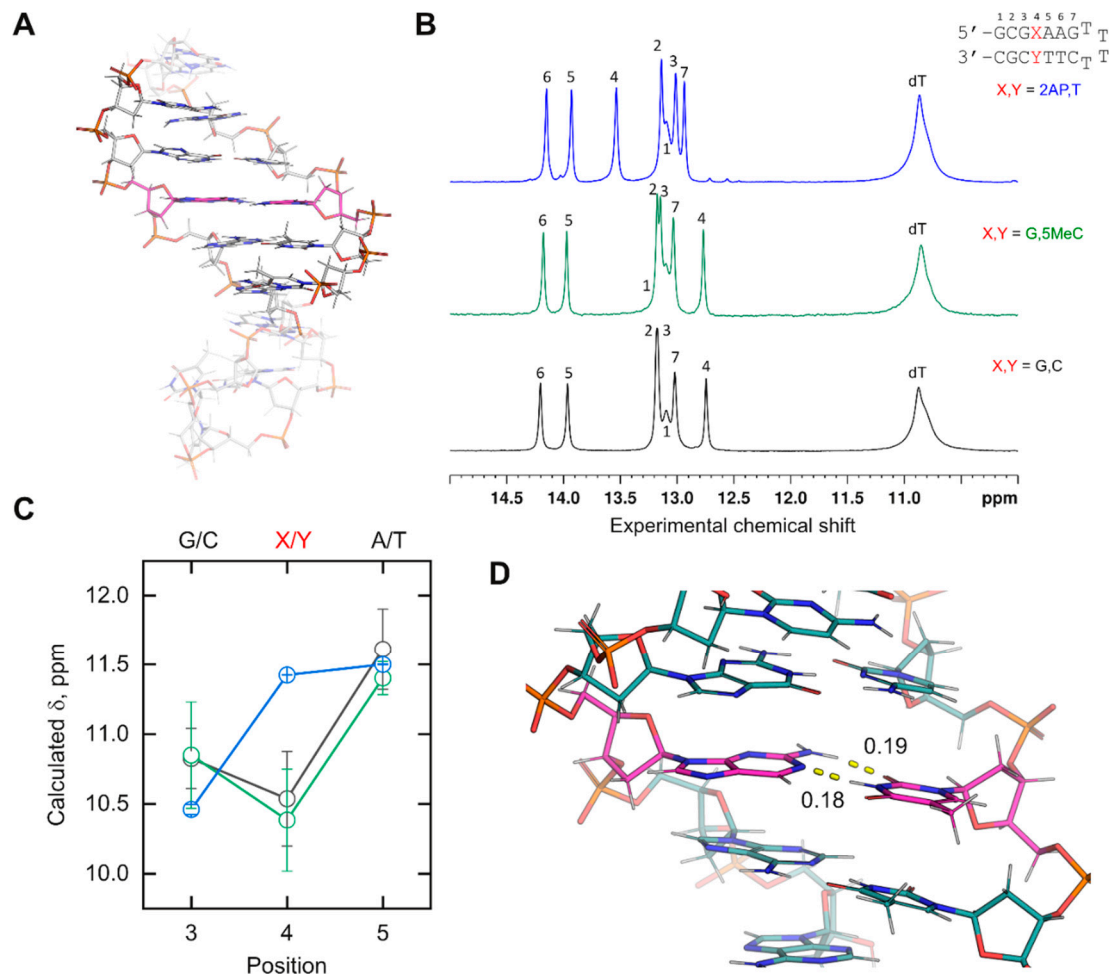 A
B
1 2 3 4 5 6 7
5’-GCGXAAGT T
3’-CGCYTTCT T
X,Y = 2AP,T
6 5 4 2 1 3 7 dT
X,Y = G,5MeC
6 5 1 2 3 7 4 dT
X,Y = G,C
6 5 2 3 1 7 4 dT
14.5 14.0 13.5 13.0 12.5 12.0 11.5 11.0 ppm
Experimental chemical shift
C
G/C X/Y A/T
12.0
11.5
11.0
10.5
10.0
Calculated δ, ppm
3 4 5
Position
D
0.19
0.18